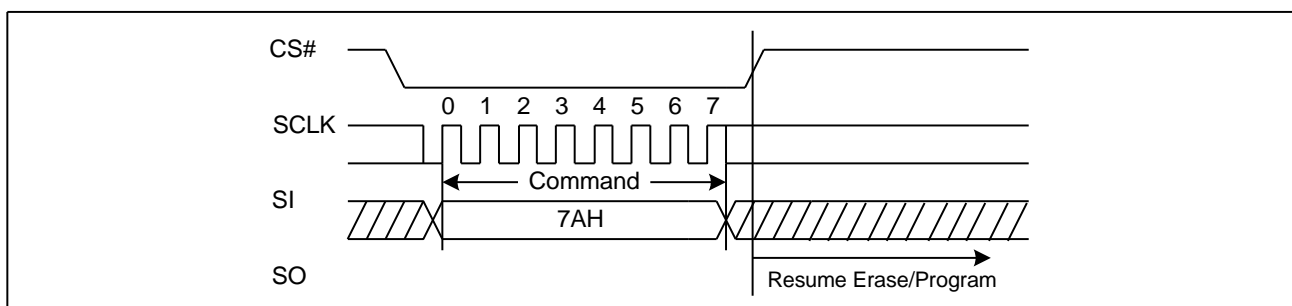 CS#
0 1 2 3 4 5 6 7
SCLK
Command
SI
7AH
SO
Resume Erase/Program